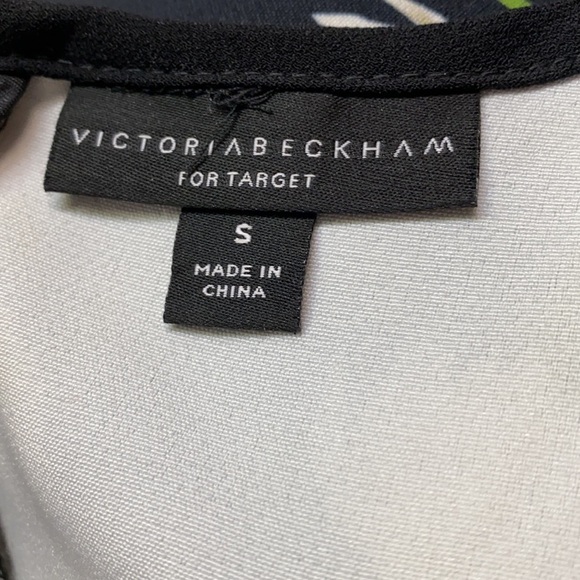 VICTORIABECKHAM
FOR TARGET
S
MADE IN
CHINA